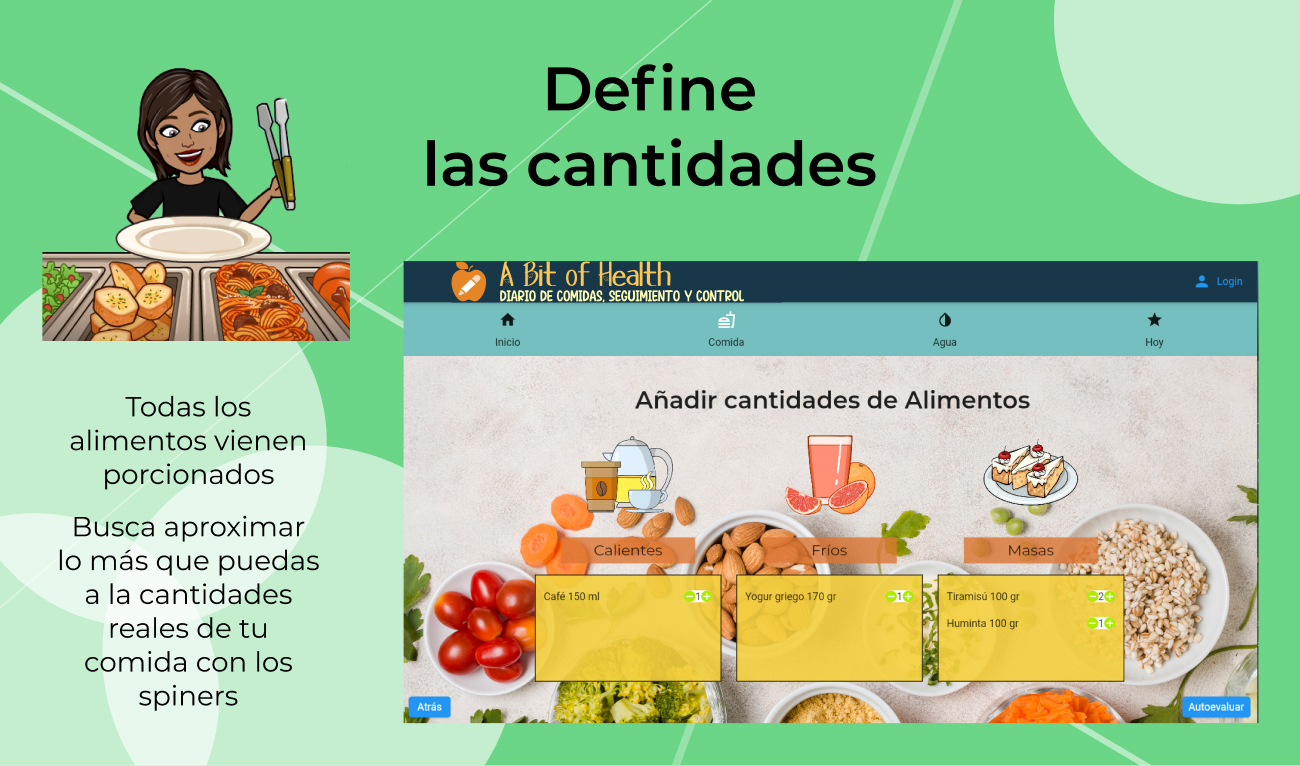 Define
las cantidades
Todas los
alimentos vienen
porcionados
Busca aproximar
lo más que puedas
a la cantidades
reales de tu
comida con los
spiners
A Bit of Health
DIARIO DE COMIDAS, SEGUIMIENTO Y CONTROL
Login
Inicio
Comida
Agua
Hoy
Añadir cantidades de Alimentos
Calientes
Fríos
Masas
Café 150 ml
1
Yogur griego 170 gr
1
Tiramisú 100 gr
2
Huminta 100 gr
1
Atrás
Autoevaluar